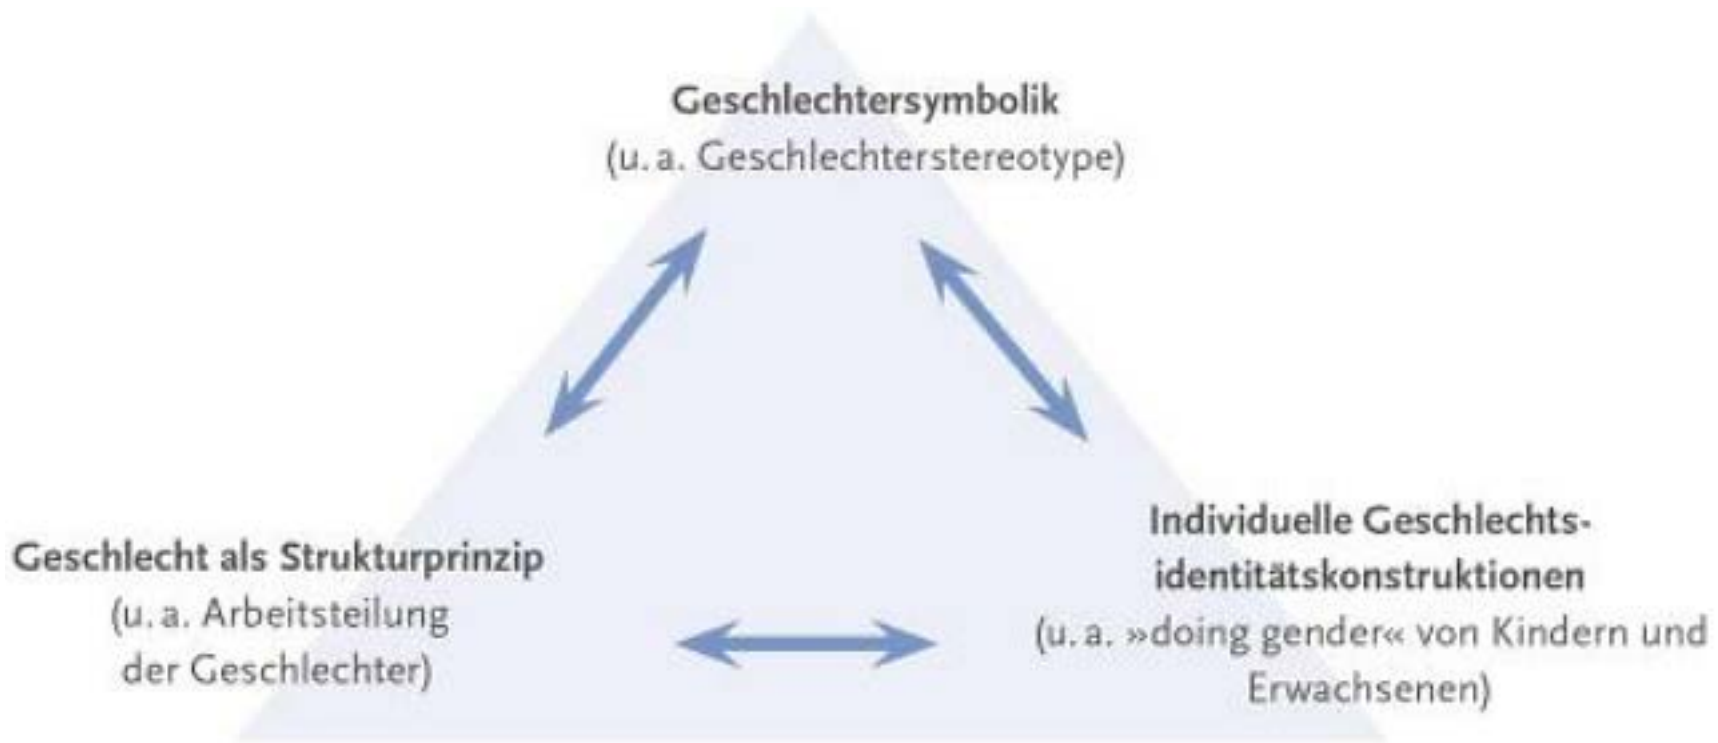 Geschlechtersymbolik
(u. a. Geschlechterstereotype)
Geschlecht als Strukturprinzip
(u. a. Arbeitsteilung
der Geschlechter)
Individuelle Geschlechts-
identitätskonstruktionen
(u. a. »doing gender« von Kindern und
Erwachsenen)